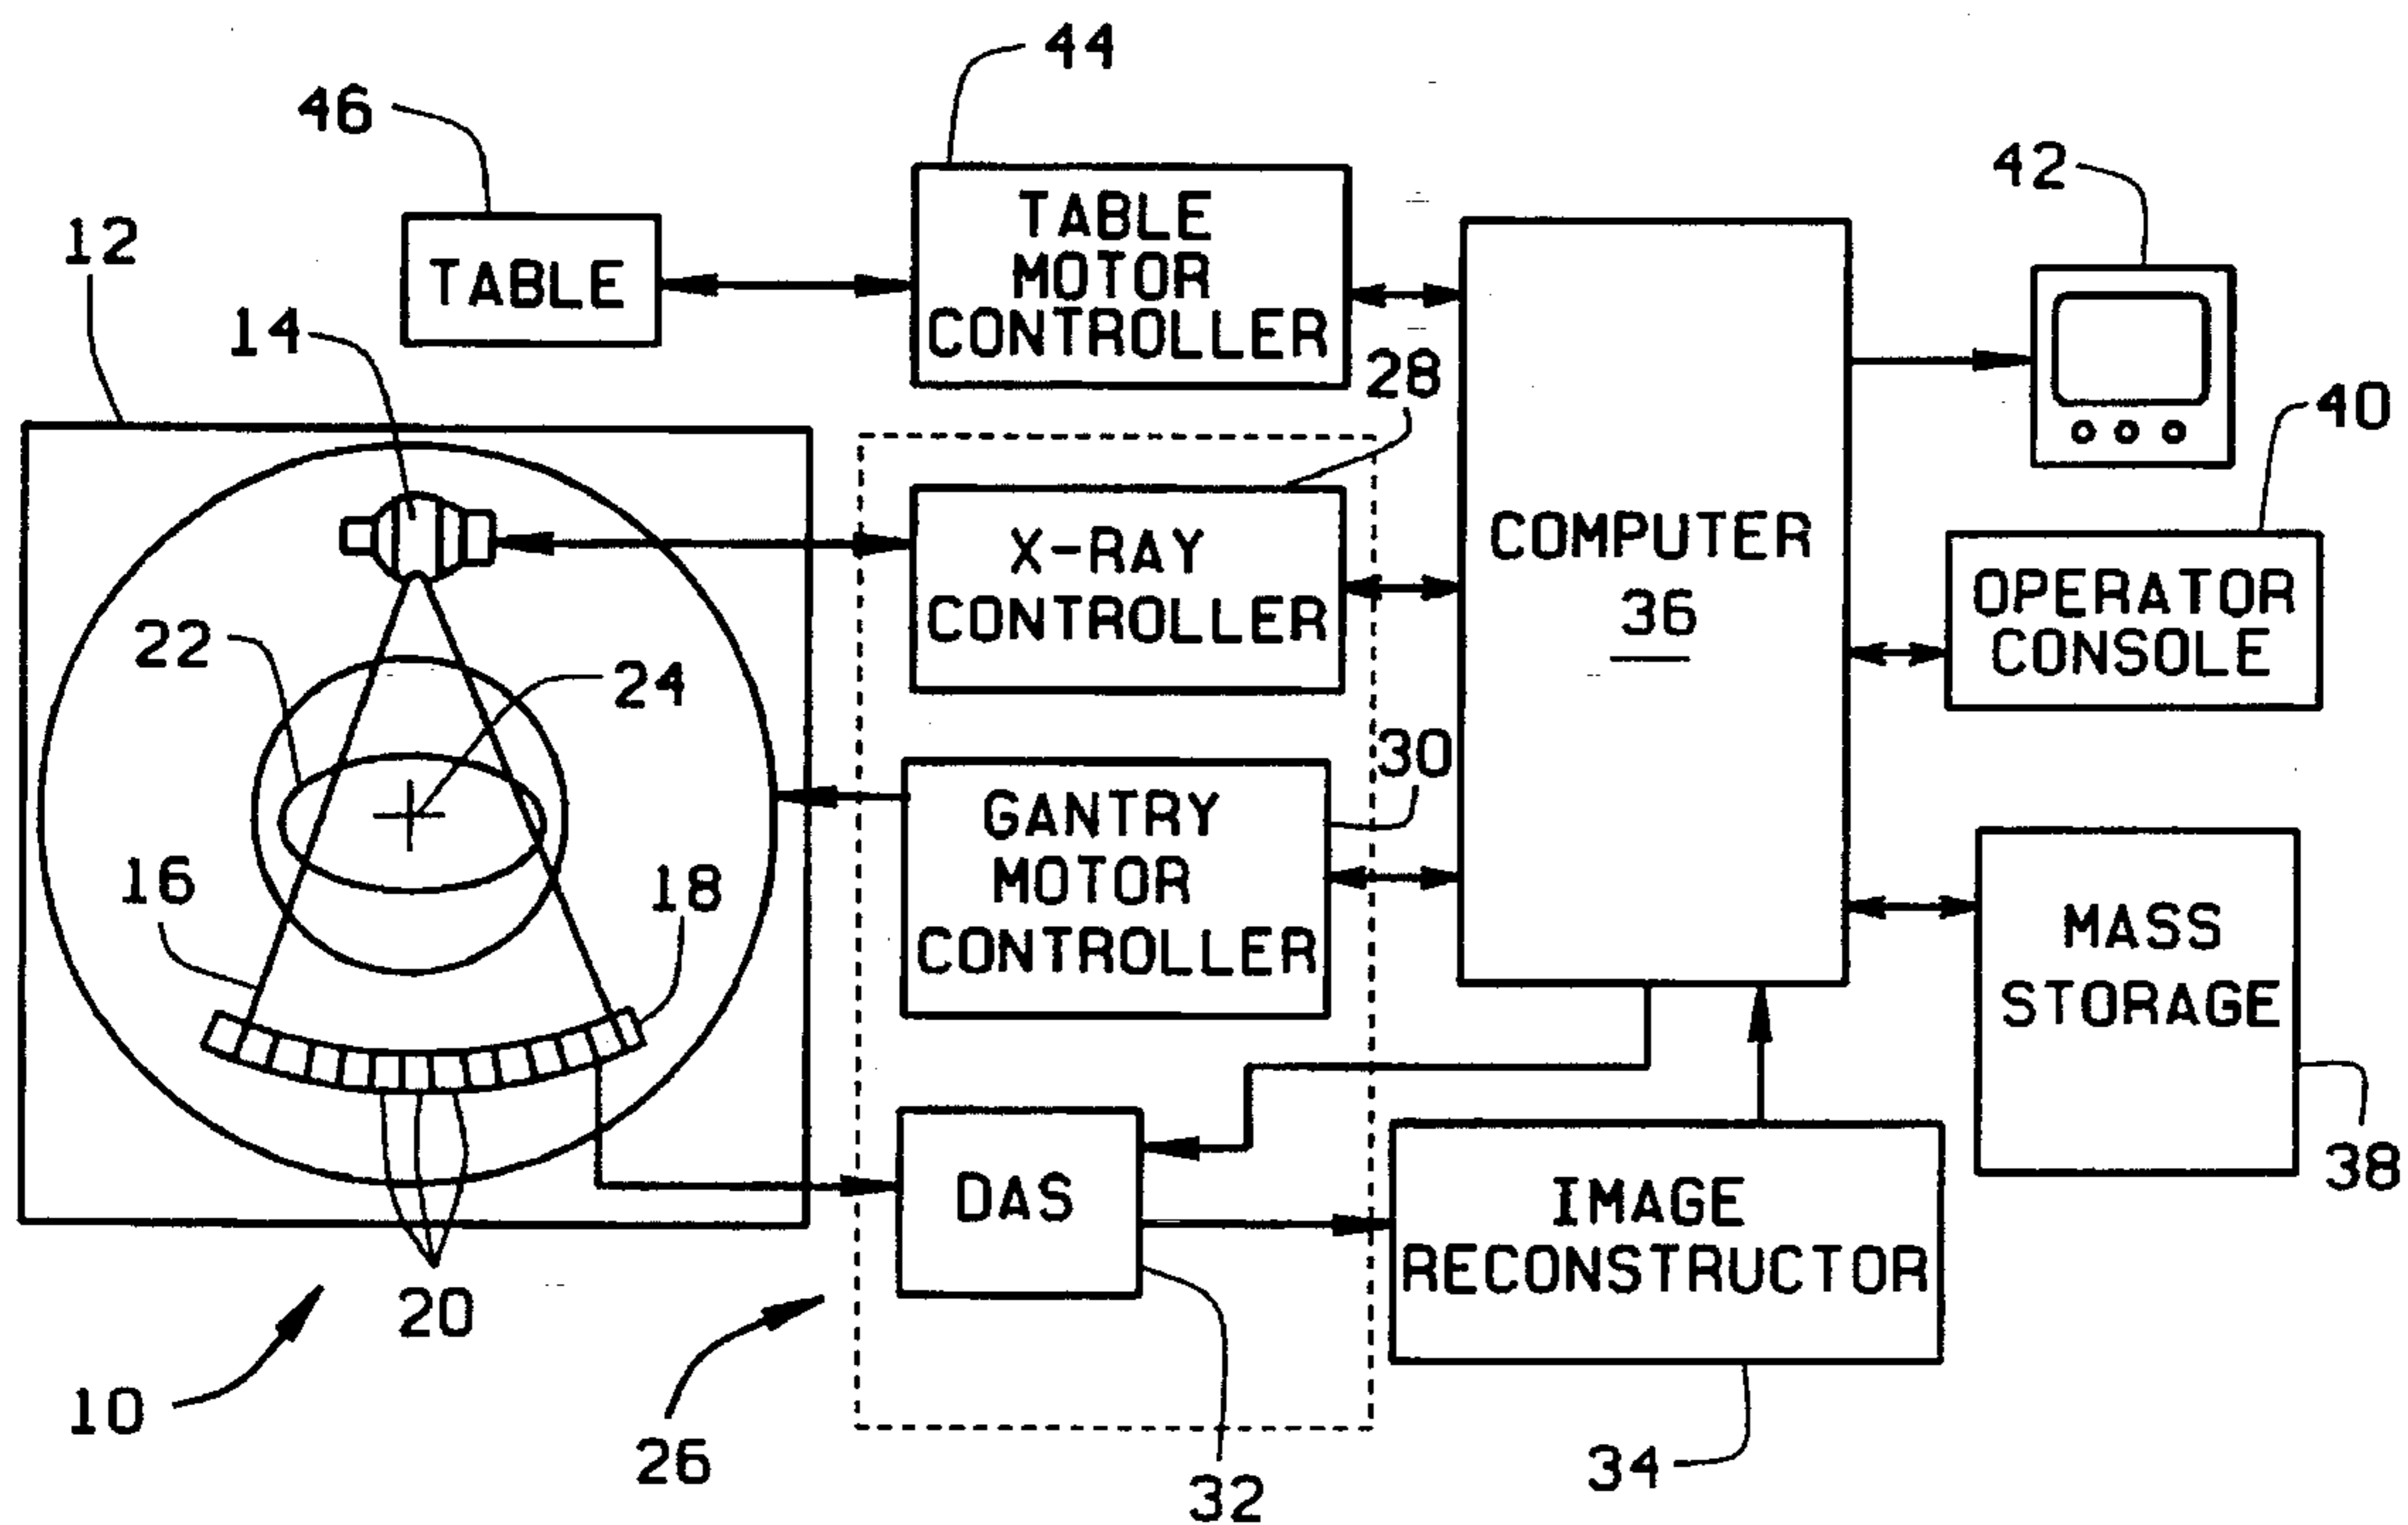 44
46
42
12
TABLE
MOTOR
CONTROLLER
TABLE
14
28
40
COMPUTER
36
X-RAY
CONTROLLER
OPERATOR
CONSOLE
22
24
30
GANTRY
MOTOR
CONTROLLER
16
18
MASS
STORAGE
38
DAS
IMAGE
RECONSTRUCTOR
20
10
26
32
34